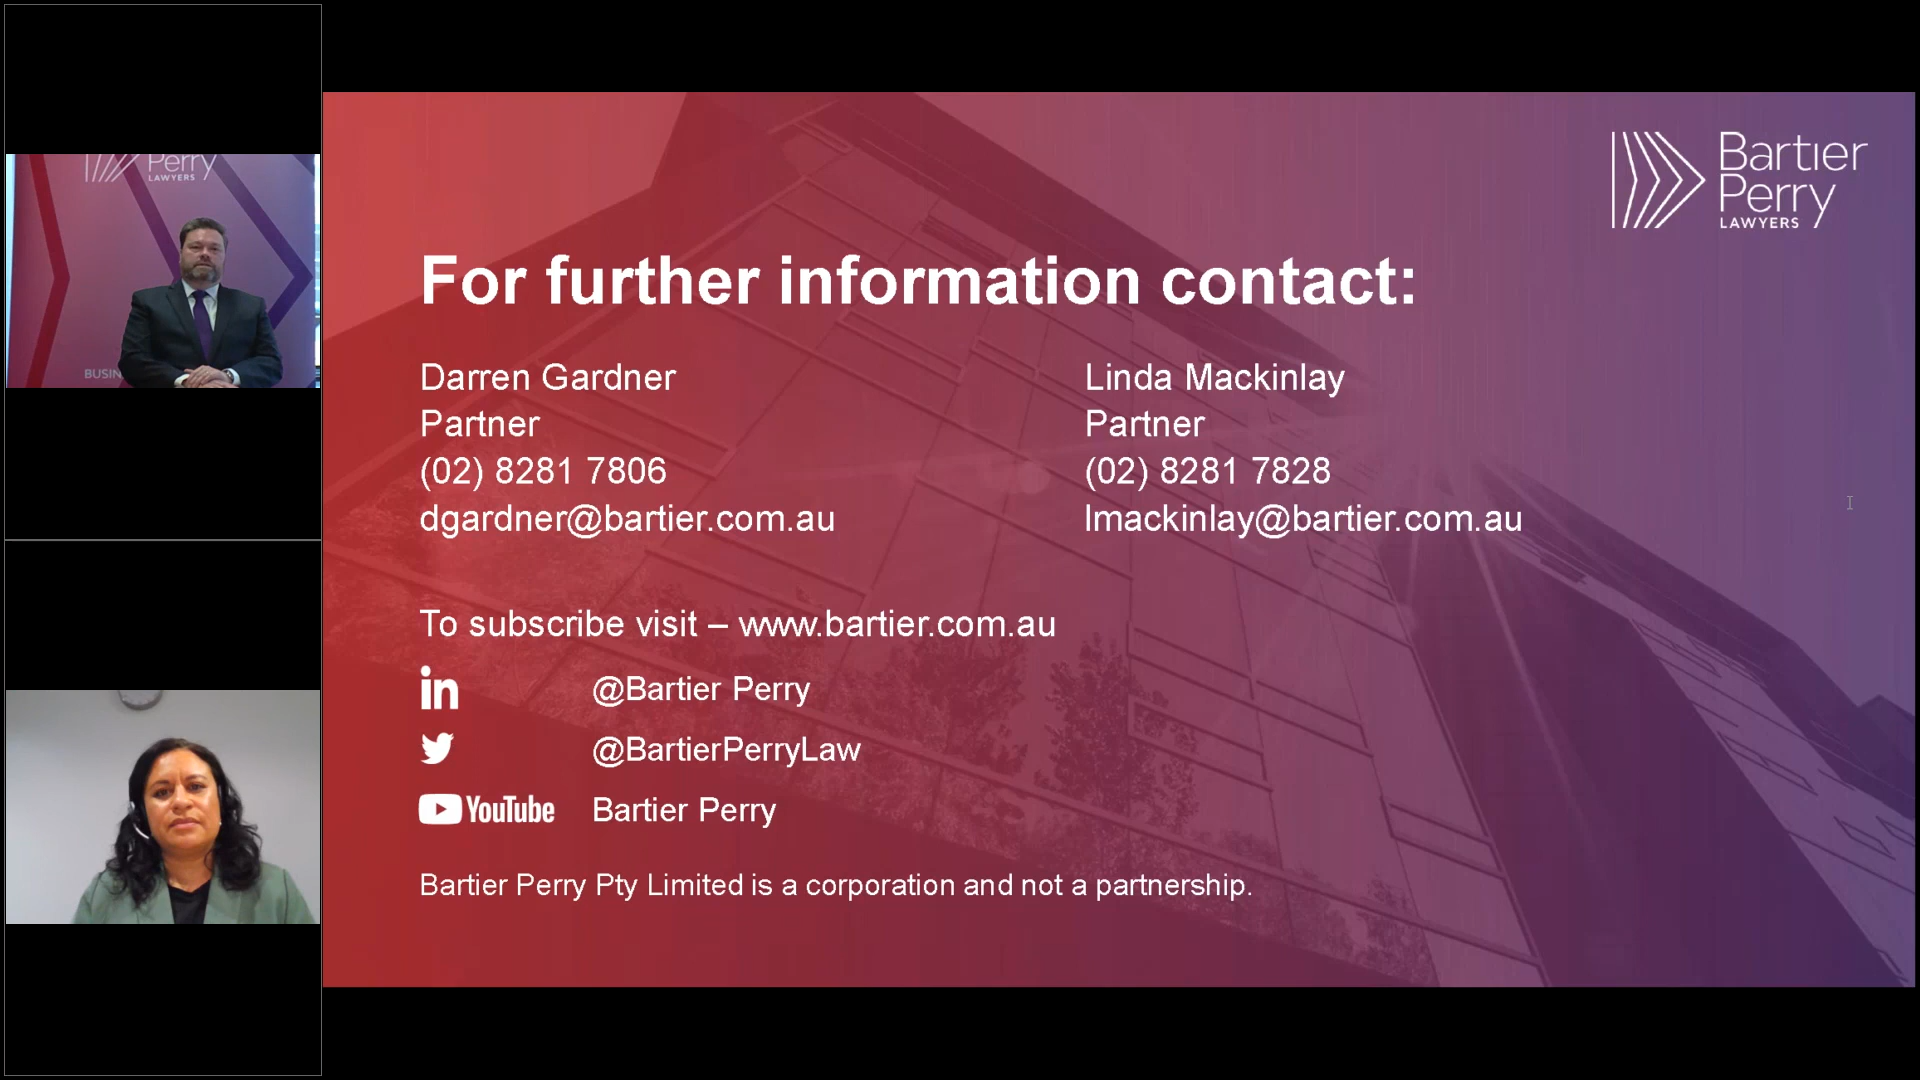 Perry
LAWYERS
BUSIN
Bartier
Perry
LAWYERS
For further information contact:
Darren Gardner
Partner
(02) 8281 7806
dgardner@bartier.com.au
Linda Mackinlay
Partner
(02) 8281 7828
lmackinlay@bartier.com.au
To subscribe visit – www.bartier.com.au
in @Bartier Perry
@BartierPerryLaw
YouTube Bartier Perry
Bartier Perry Pty Limited is a corporation and not a partnership.